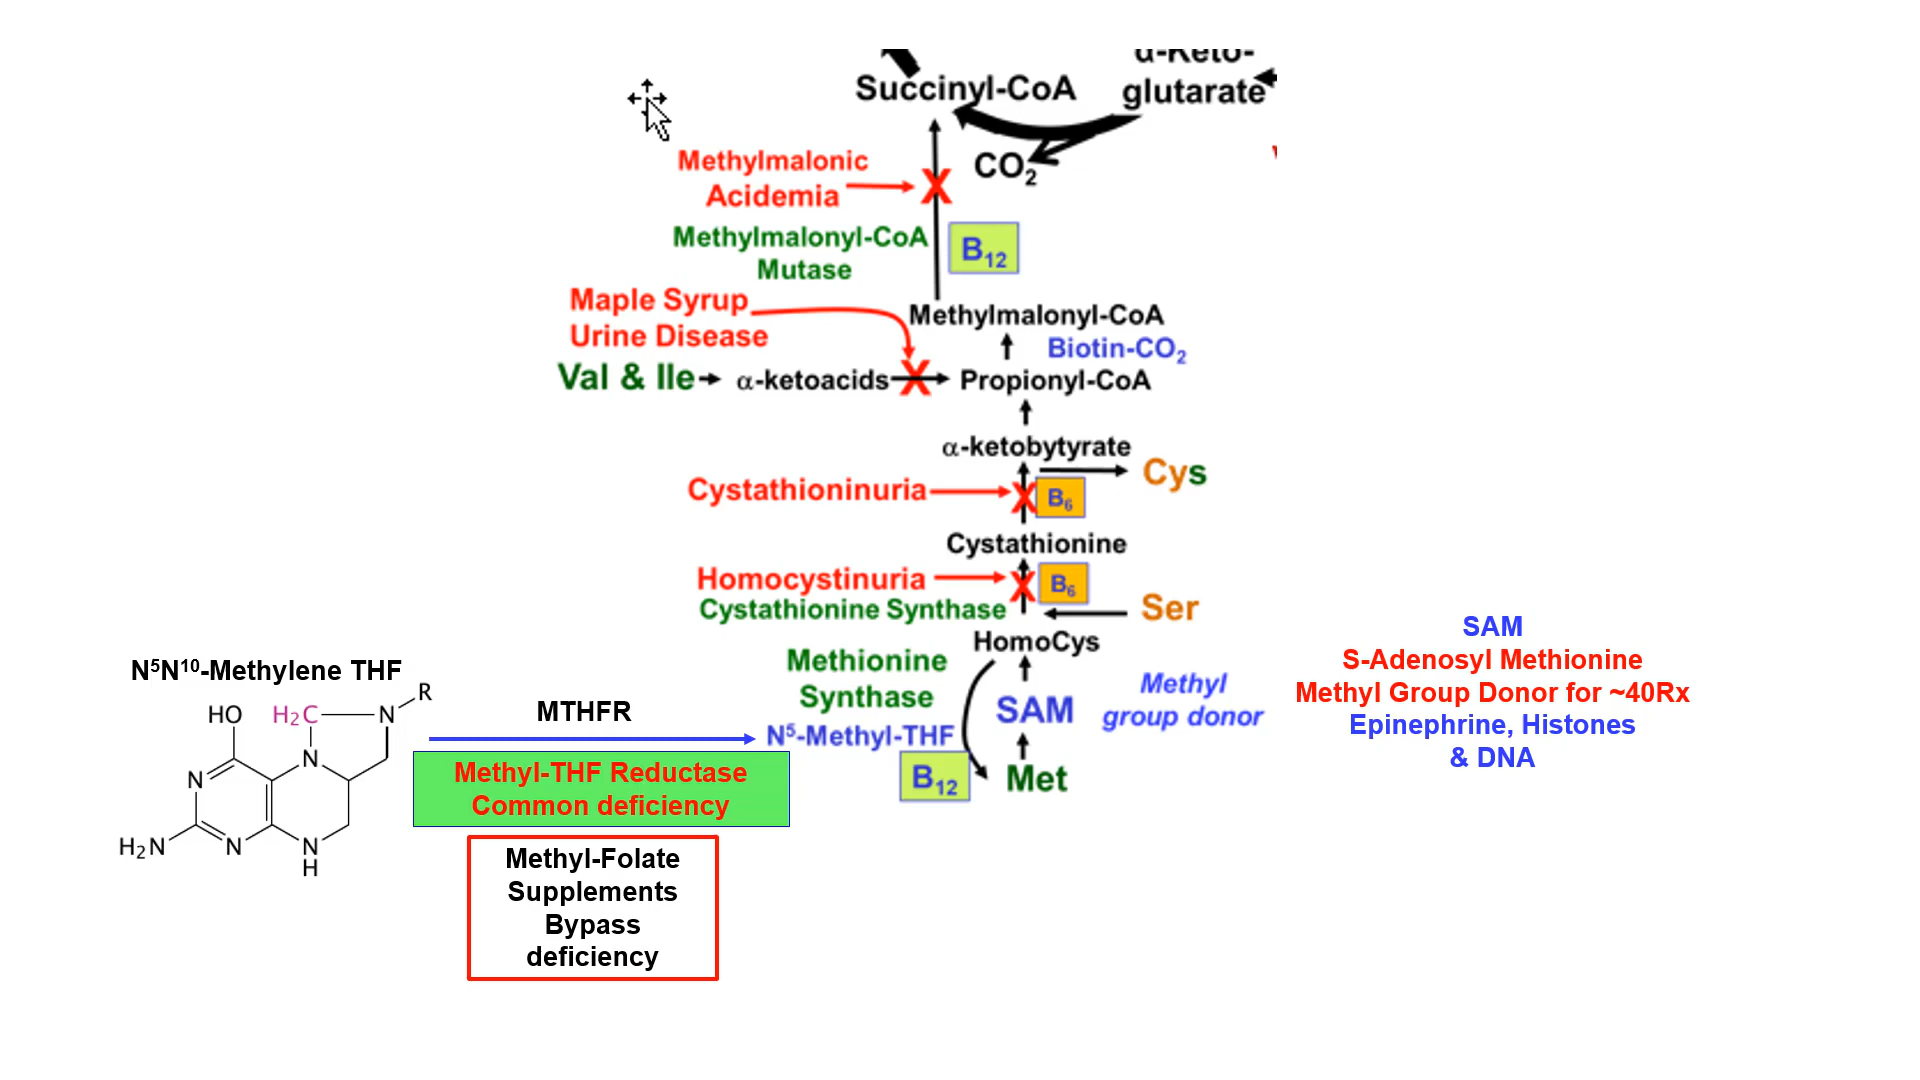 α-Keto-
Succinyl-CoA
glutarate
Methylmalonic
Acidemia
X
CO₂
Methylmalonyl-CoA
Mutase
B₁₂
Maple Syrup
Urine Disease
Methylmalonyl-CoA
Biotin-CO₂
Val & Ile
α-ketoacids
X
Propionyl-CoA
α-ketobytyrate
Cys
Cystathioninuria
X
B₆
Cystathionine
Homocystinuria
X
B₆
Cystathionine Synthase
Ser
HomoCys
Methionine
Synthase
N⁵-Methyl-THF
B₁₂
SAM
Met
Methyl
group donor
SAM
S-Adenosyl Methionine
Methyl Group Donor for ~40Rx
Epinephrine, Histones
& DNA
N⁵N¹⁰-Methylene THF
R
HO
H₂C
N
N
N
H₂N
N
N
H
MTHFR
Methyl-THF Reductase
Common deficiency
Methyl-Folate
Supplements
Bypass
deficiency